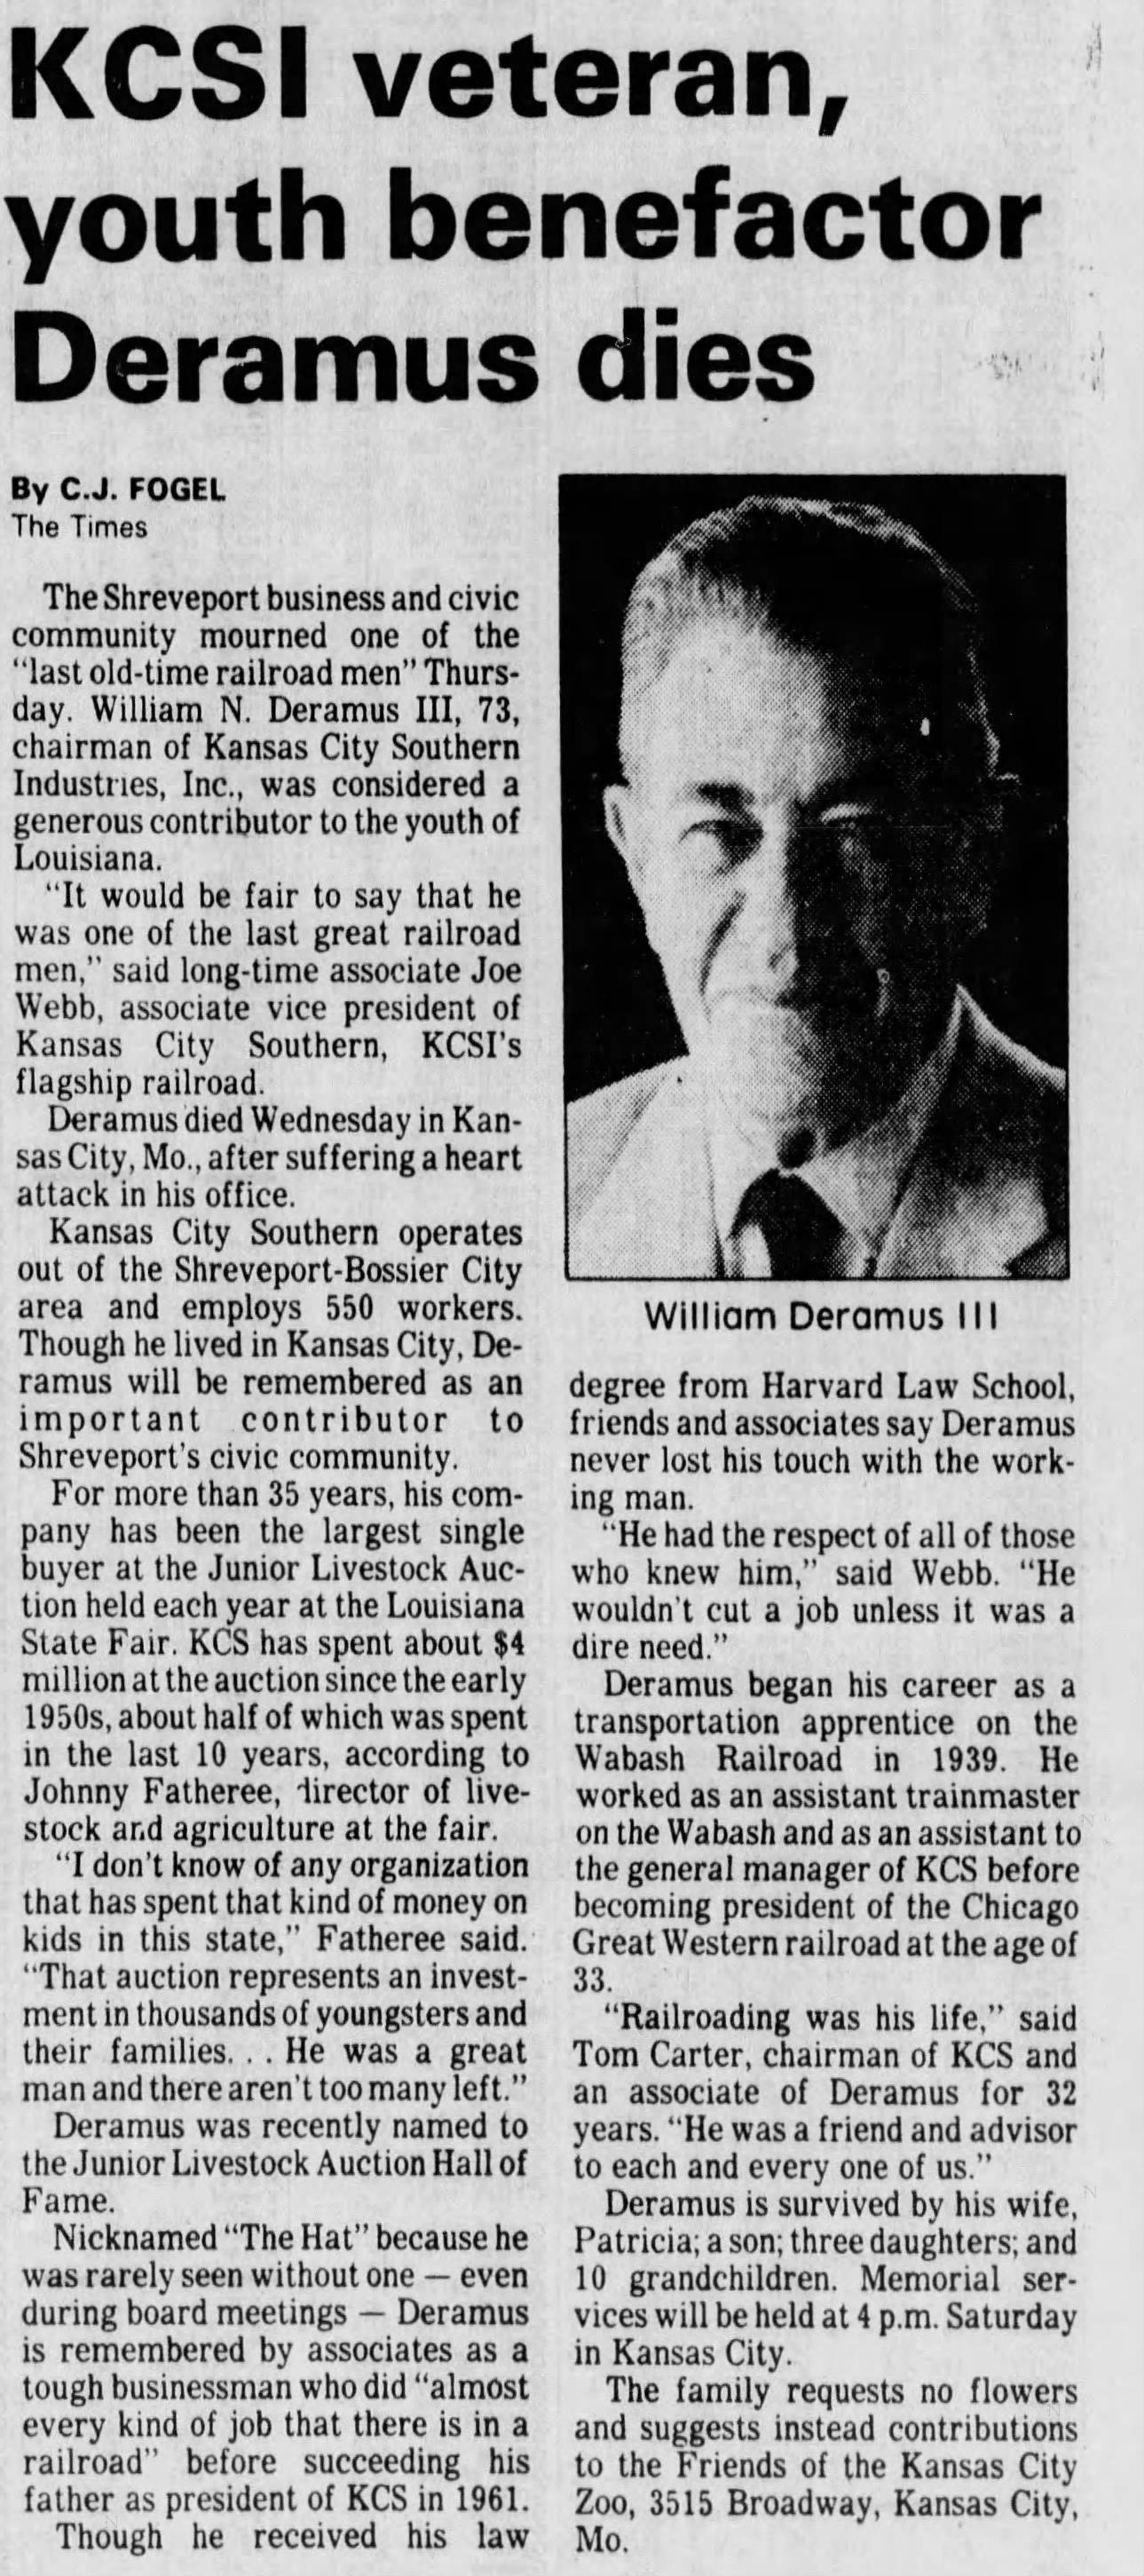 KCSI veteran,
youth benefactor
Deramus dies
By C.J. FOGEL
The Times
The Shreveport business and civic
community mourned one of the
"last old-time railroad men" Thurs-
day. William N. Deramus III, 73,
chairman of Kansas City Southern
Industries, Inc., was considered a
generous contributor to the youth of
Louisiana.
"It would be fair to say that he
was one of the last great railroad
men," said long-time associate Joe
Webb, associate vice president of
Kansas City Southern, KCSI's
flagship railroad.
Deramus died Wednesday in Kan-
sas City, Mo., after suffering a heart
attack in his office.
Kansas City Southern operates
out of the Shreveport-Bossier City
area and employs 550 workers.
Though he lived in Kansas City, De-
ramus will be remembered as an
important contributor to
Shreveport's civic community.
For more than 35 years, his com-
pany has been the largest single
buyer at the Junior Livestock Auc-
tion held each year at the Louisiana
State Fair. KCS has spent about $4
million at the auction since the early
1950s, about half of which was spent
in the last 10 years, according to
Johnny Fatheree, director of live-
stock and agriculture at the fair.
"I don't know of any organization
that has spent that kind of money on
kids in this state," Fatheree said.
"That auction represents an invest-
ment in thousands of youngsters and
their families. . . He was a great
man and there aren't too many left."
Deramus was recently named to
the Junior Livestock Auction Hall of
Fame.
Nicknamed "The Hat" because he
was rarely seen without one — even
during board meetings — Deramus
is remembered by associates as a
tough businessman who did "almost
every kind of job that there is in a
railroad" before succeeding his
father as president of KCS in 1961.
Though he received his law
William Deramus III
degree from Harvard Law School,
friends and associates say Deramus
never lost his touch with the work-
ing man.
"He had the respect of all of those
who knew him," said Webb. "He
wouldn't cut a job unless it was a
dire need."
Deramus began his career as a
transportation apprentice on the
Wabash Railroad in 1939. He
worked as an assistant trainmaster
on the Wabash and as an assistant to
the general manager of KCS before
becoming president of the Chicago
Great Western railroad at the age of
33.
"Railroading was his life," said
Tom Carter, chairman of KCS and
an associate of Deramus for 32
years. "He was a friend and advisor
to each and every one of us."
Deramus is survived by his wife,
Patricia; a son; three daughters; and
10 grandchildren. Memorial ser-
vices will be held at 4 p.m. Saturday
in Kansas City.
The family requests no flowers
and suggests instead contributions
to the Friends of the Kansas City
Zoo, 3515 Broadway, Kansas City,
Mo.